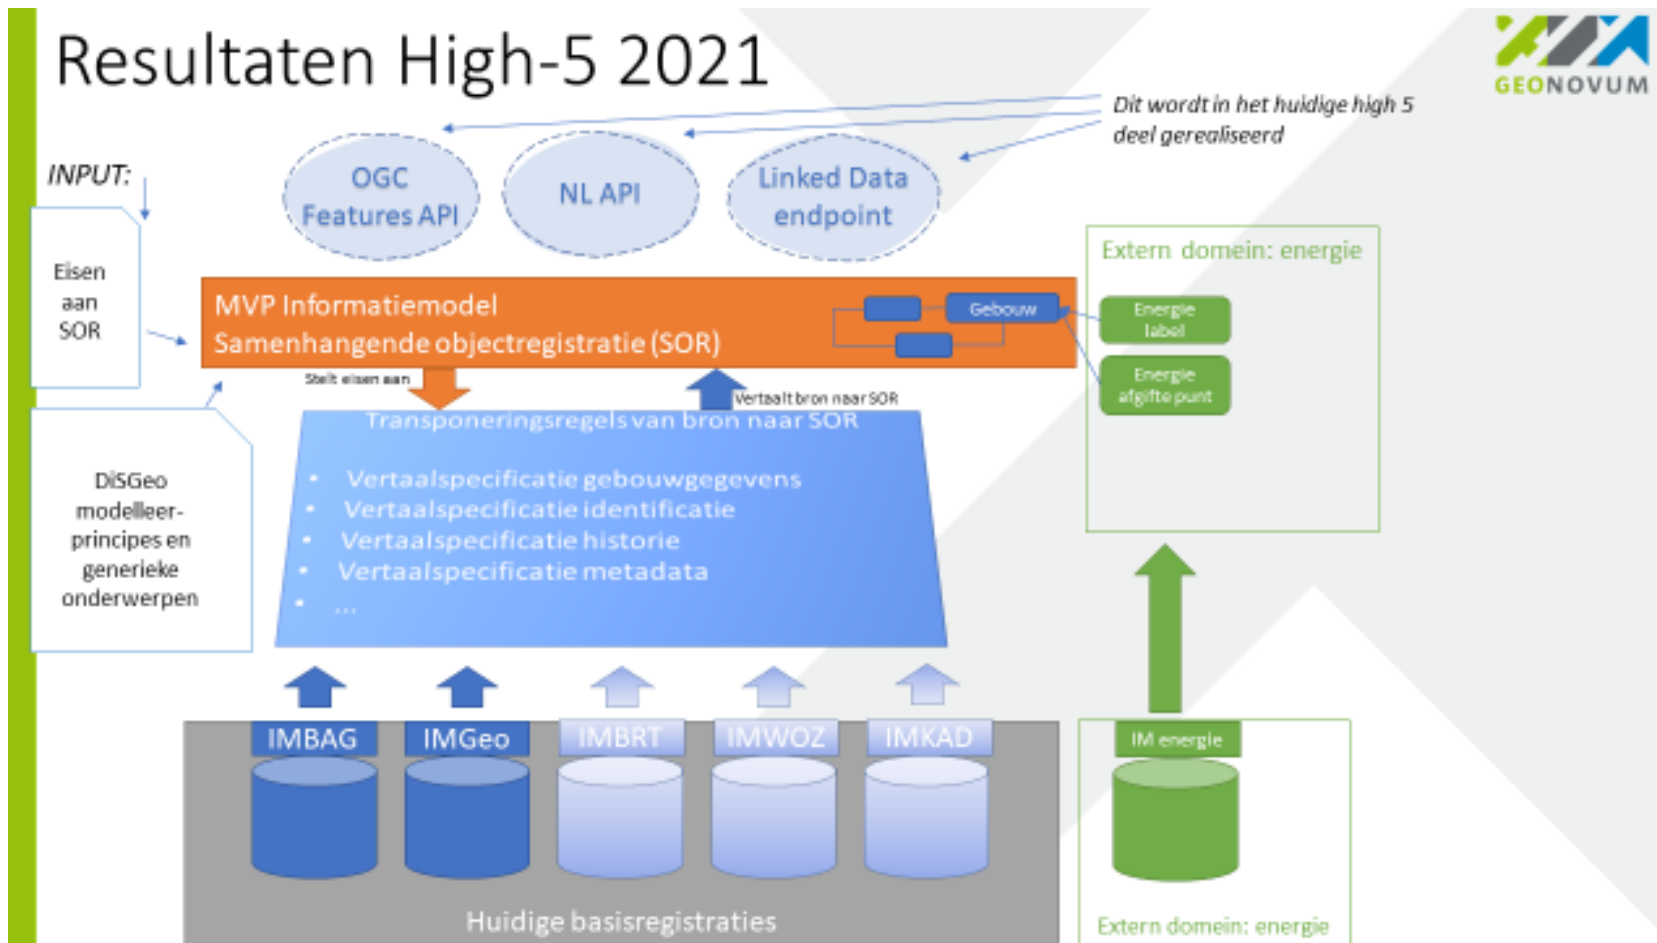 Resultaten High-5 2021
GEONOVUM
Dit wordt in het huidige high 5
deel gerealiseerd
INPUT:
OGC
Features API
NL API
Linked Data
endpoint
Eisen
aan
SOR
MVP Informatiemodel
Samenhangende objectregistratie (SOR)
Gebouw
Extern domein: energie
Energie
label
Energie
afgifte punt
Stelt eisen aan
Vertaalt bron naar SOR
DiSGeo
modelleer-
principes en
generieke
onderwerpen
Transponeringsregels van bron naar SOR
• Vertaalspecificatie gebouwgegevens
• Vertaalspecificatie identificatie
• Vertaalspecificatie historie
• Vertaalspecificatie metadata
• ...
IMBAG
IMGeo
IMBRT
IMWOZ
IMKAD
IM energie
Huidige basisregistraties
Extern domein: energie